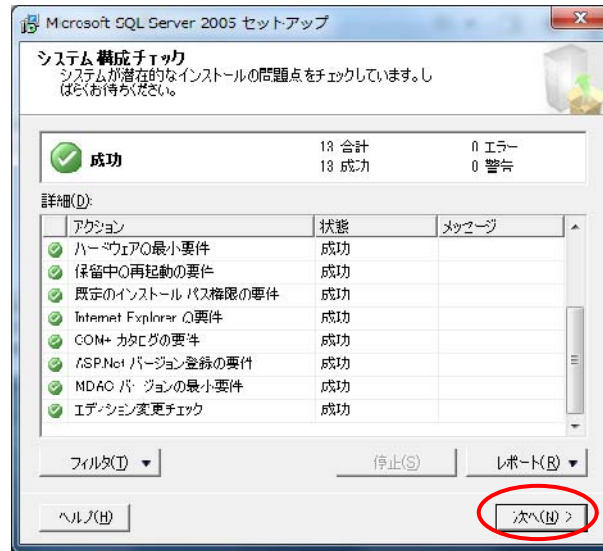 Microsoft SQL Server 2005 セットアップ
システム構成チェック
システムが潜在的なインストールの問題点をチェックしています。し
ばらくお待ちください。
成功
13 合計
0 エラー
13 成功
0 警告
詳細(D):
アクション 状態 メッセージ
ハードウェアの最小要件 成功
保留中の再起動の要件 成功
既定のインストール パス権限の要件 成功
Internet Explorer の要件 成功
COM+ カタログの要件 成功
ASP.Net バージョン登録の要件 成功
MDAC バージョンの最小要件 成功
エディション変更チェック 成功
フィルタ(T) 停止(S) レポート(R)
ヘルプ(H) 次へ(N) >